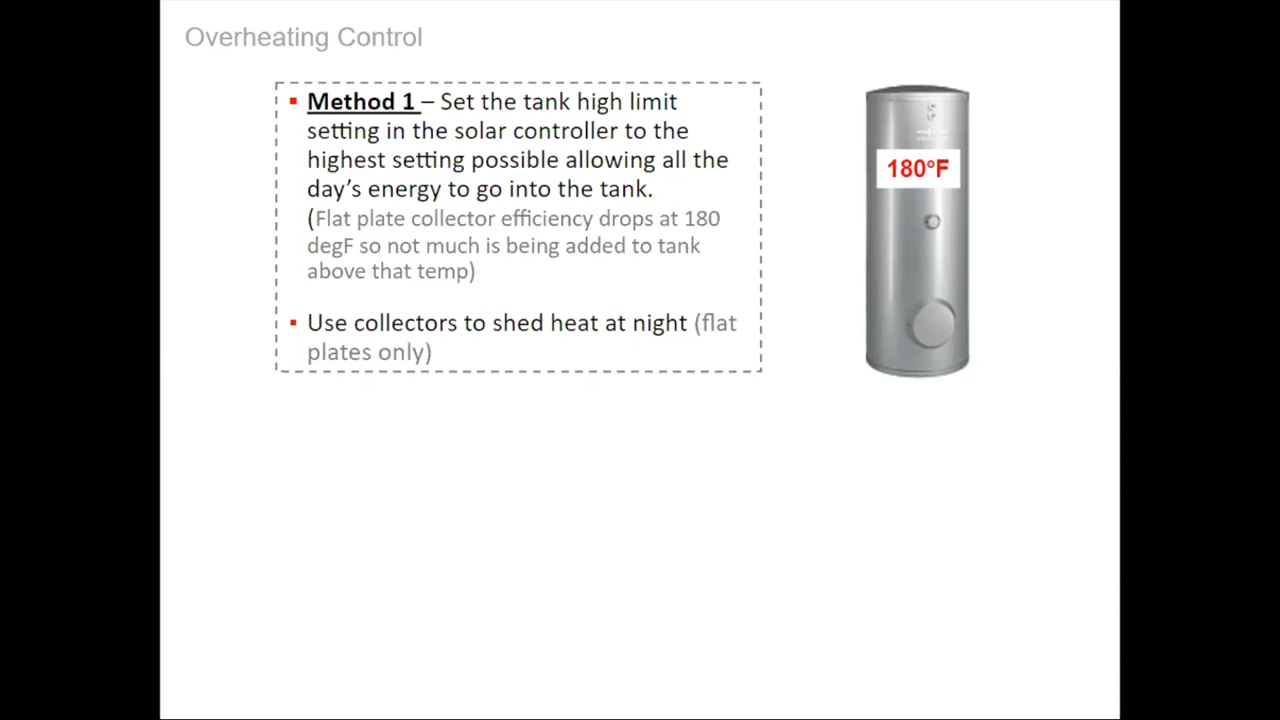 Overheating Control
▪ Method 1 – Set the tank high limit
setting in the solar controller to the
highest setting possible allowing all the
day’s energy to go into the tank.
(Flat plate collector efficiency drops at 180
degF so not much is being added to tank
above that temp)
▪ Use collectors to shed heat at night (flat
plates only)
180°F